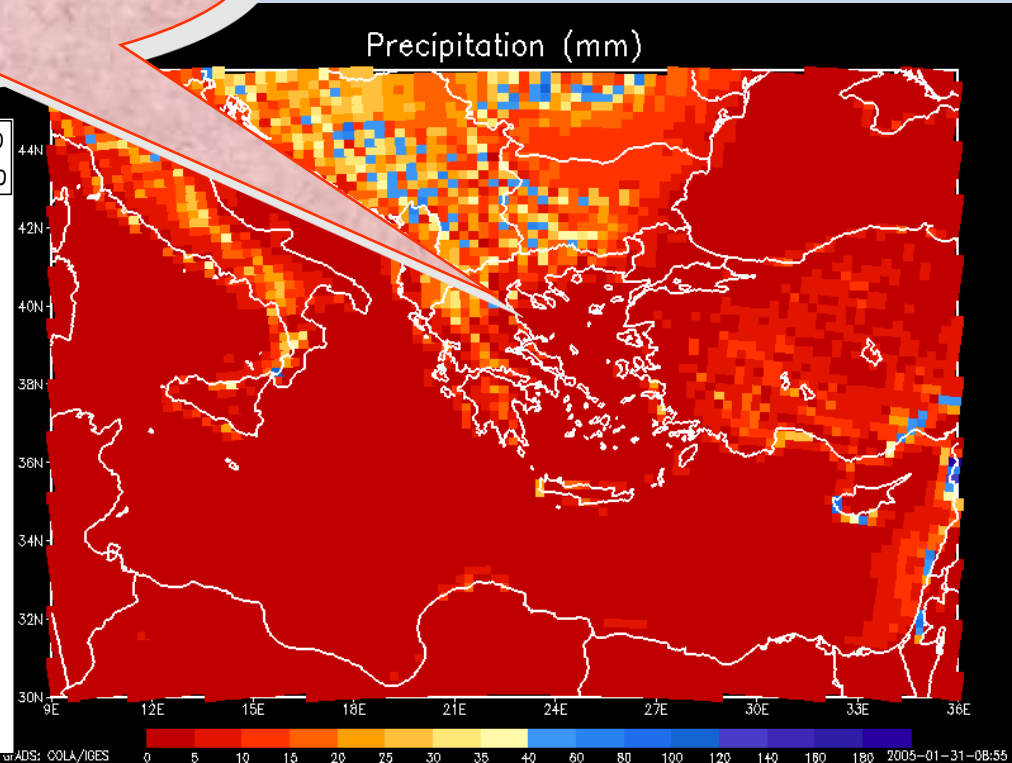 Precipitation (mm)
0
0
44N
42N
40N
38N
36N
34N
32N
30N
9E 12E 15E 18E 21E 24E 27E 30E 33E 36E
GrADS: COLA/IGES
0 5 10 15 20 25 30 35 40 60 80 100 120 140 160 180
2005-01-31-08:55